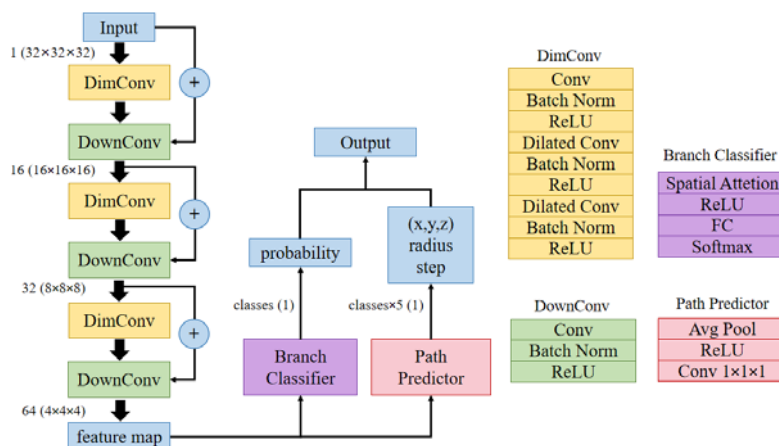 Input
1 (32×32×32)
DimConv
+
DownConv
16 (16×16×16)
DimConv
+
DownConv
32 (8×8×8)
DimConv
+
DownConv
64 (4×4×4)
feature map
Output
probability
(x,y,z)
radius
step
classes (1)
classes×5 (1)
Branch
Classifier
Path
Predictor
DimConv
Conv
Batch Norm
ReLU
Dilated Conv
Batch Norm
ReLU
Dilated Conv
Batch Norm
ReLU
Branch Classifier
Spatial Attetion
ReLU
FC
Softmax
DownConv
Conv
Batch Norm
ReLU
Path Predictor
Avg Pool
ReLU
Conv 1×1×1